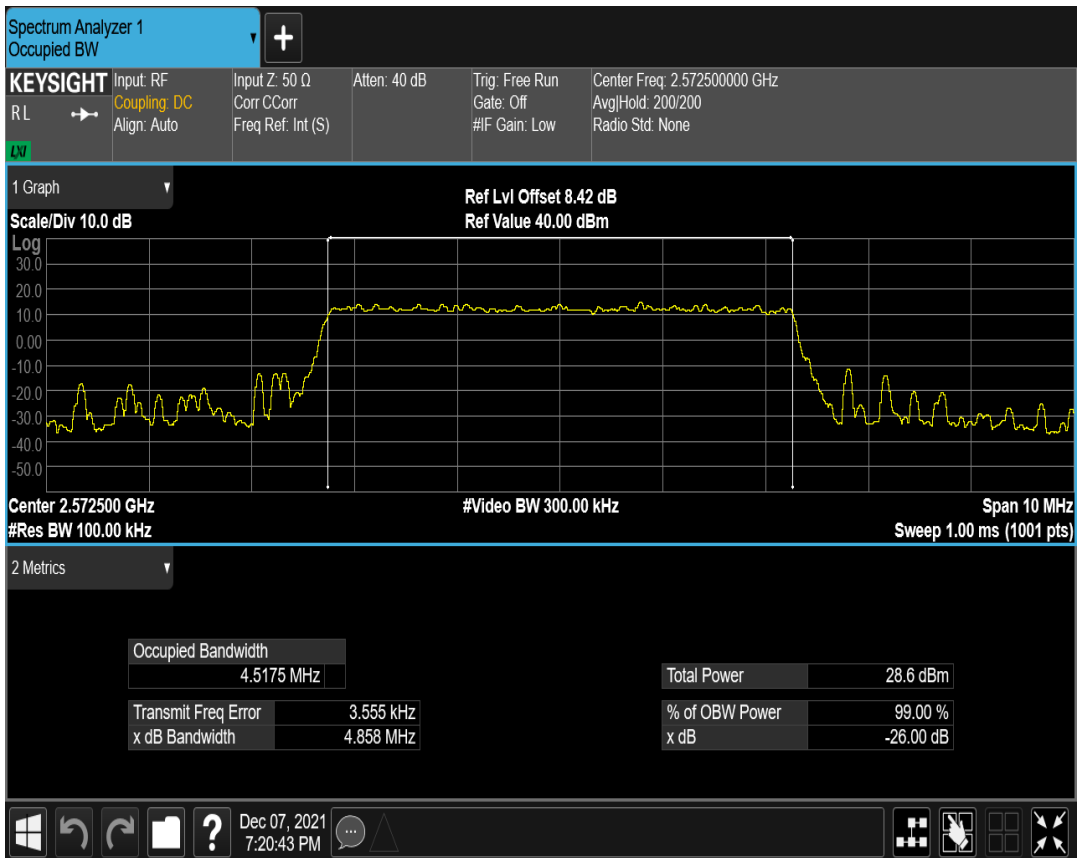 Spectrum Analyzer 1
Occupied BW
KEYSIGHT
R L
LXI
Input: RF
Coupling: DC
Align: Auto
Input Z: 50 Ω
Corr CCorr
Freq Ref: Int (S)
Atten: 40 dB
Trig: Free Run
Gate: Off
#IF Gain: Low
Center Freq: 2.572500000 GHz
Avg|Hold: 200/200
Radio Std: None
1 Graph
Scale/Div 10.0 dB
Ref Lvl Offset 8.42 dB
Ref Value 40.00 dBm
Log
30.0
20.0
10.0
0.00
-10.0
-20.0
-30.0
-40.0
-50.0
Center 2.572500 GHz
#Res BW 100.00 kHz
#Video BW 300.00 kHz
Span 10 MHz
Sweep 1.00 ms (1001 pts)
2 Metrics
Occupied Bandwidth
4.5175 MHz
Transmit Freq Error 3.555 kHz
x dB Bandwidth 4.858 MHz
Total Power 28.6 dBm
% of OBW Power 99.00 %
x dB -26.00 dB
?
Dec 07, 2021
7:20:43 PM